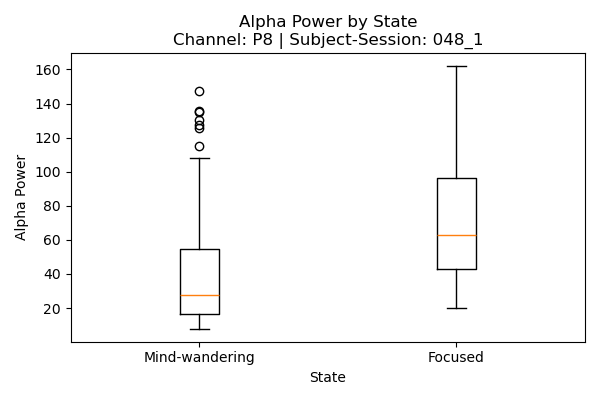 Alpha Power by State
Channel: P8 | Subject-Session: 048_1
Alpha Power
160
140
120
100
80
60
40
20
Mind-wandering
Focused
State